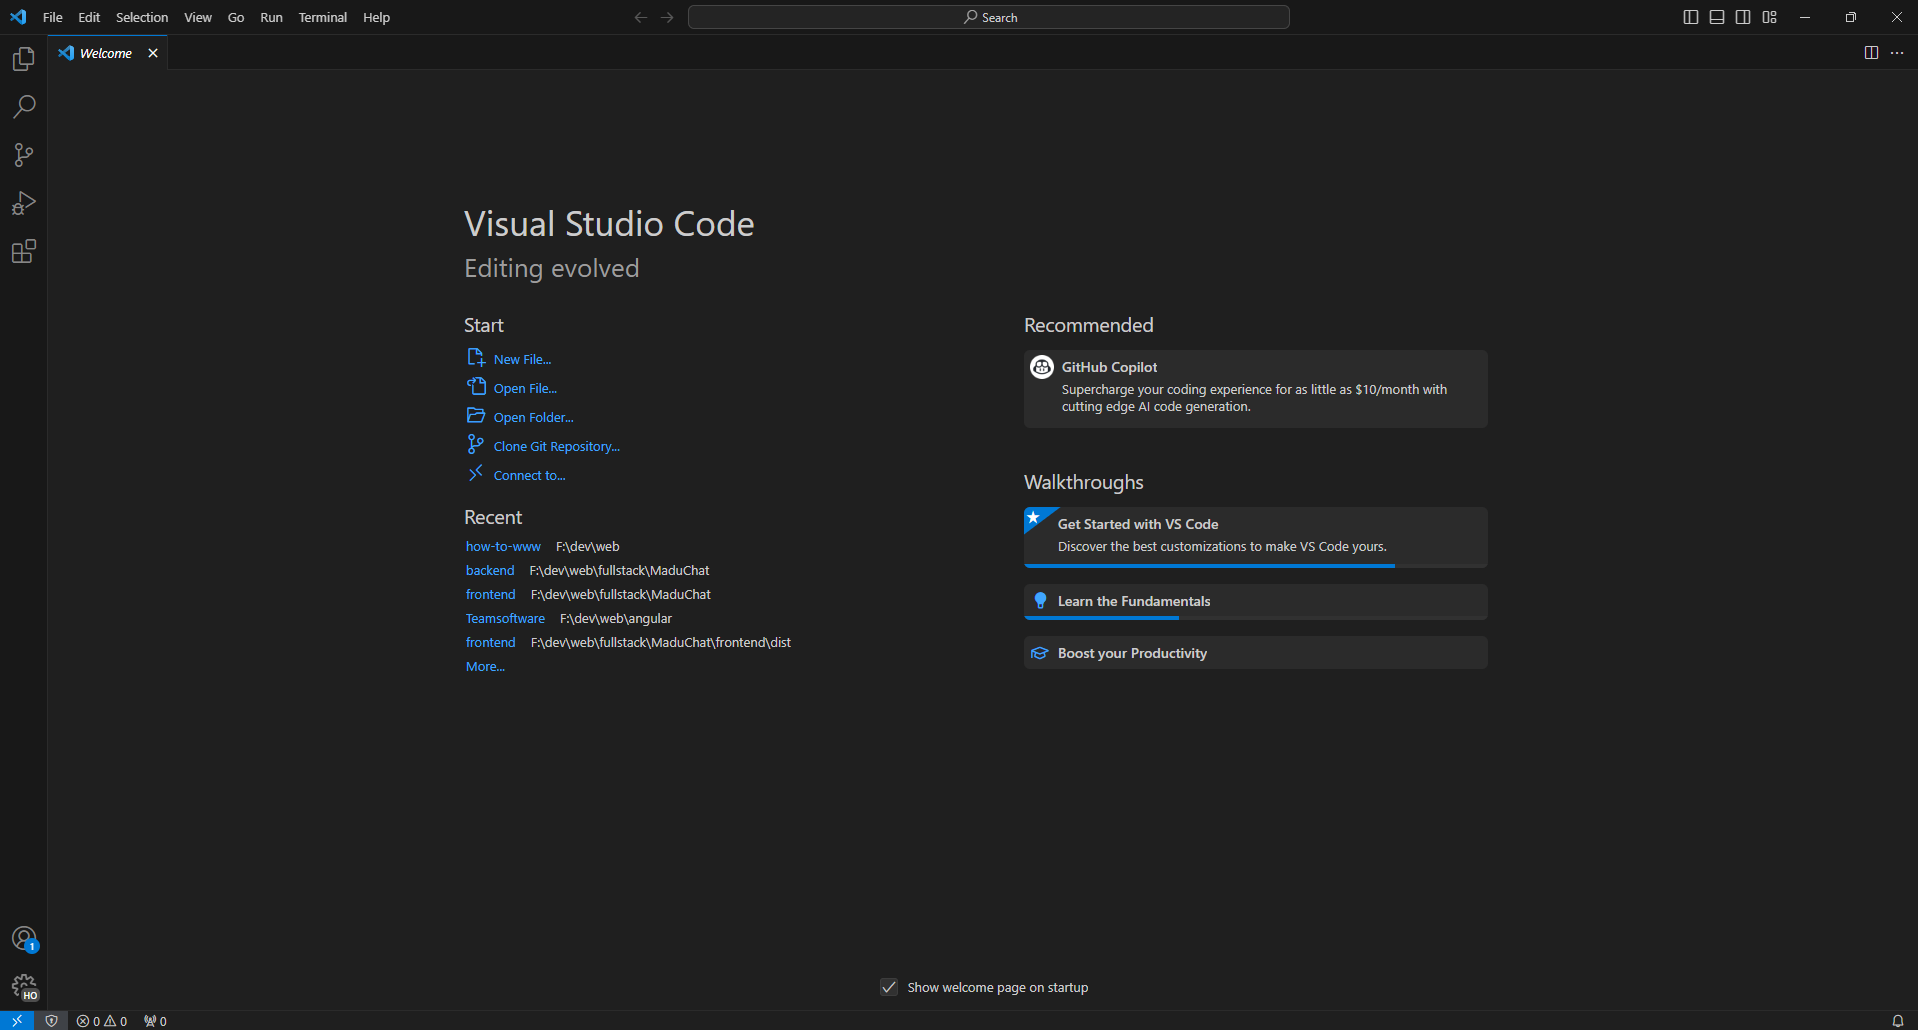 File Edit Selection View Go Run Terminal Help
Search
Welcome
Visual Studio Code
Editing evolved
Start
New File...
Open File...
Open Folder...
Clone Git Repository...
Connect to...
Recent
how-to-www F:\dev\web
backend F:\dev\web\fullstack\MaduChat
frontend F:\dev\web\fullstack\MaduChat
Teamsoftware F:\dev\web\angular
frontend F:\dev\web\fullstack\MaduChat\frontend\dist
More...
Recommended
GitHub Copilot
Supercharge your coding experience for as little as $10/month with
cutting edge AI code generation.
Walkthroughs
Get Started with VS Code
Discover the best customizations to make VS Code yours.
Learn the Fundamentals
Boost your Productivity
1
HO
Show welcome page on startup
0 0 0